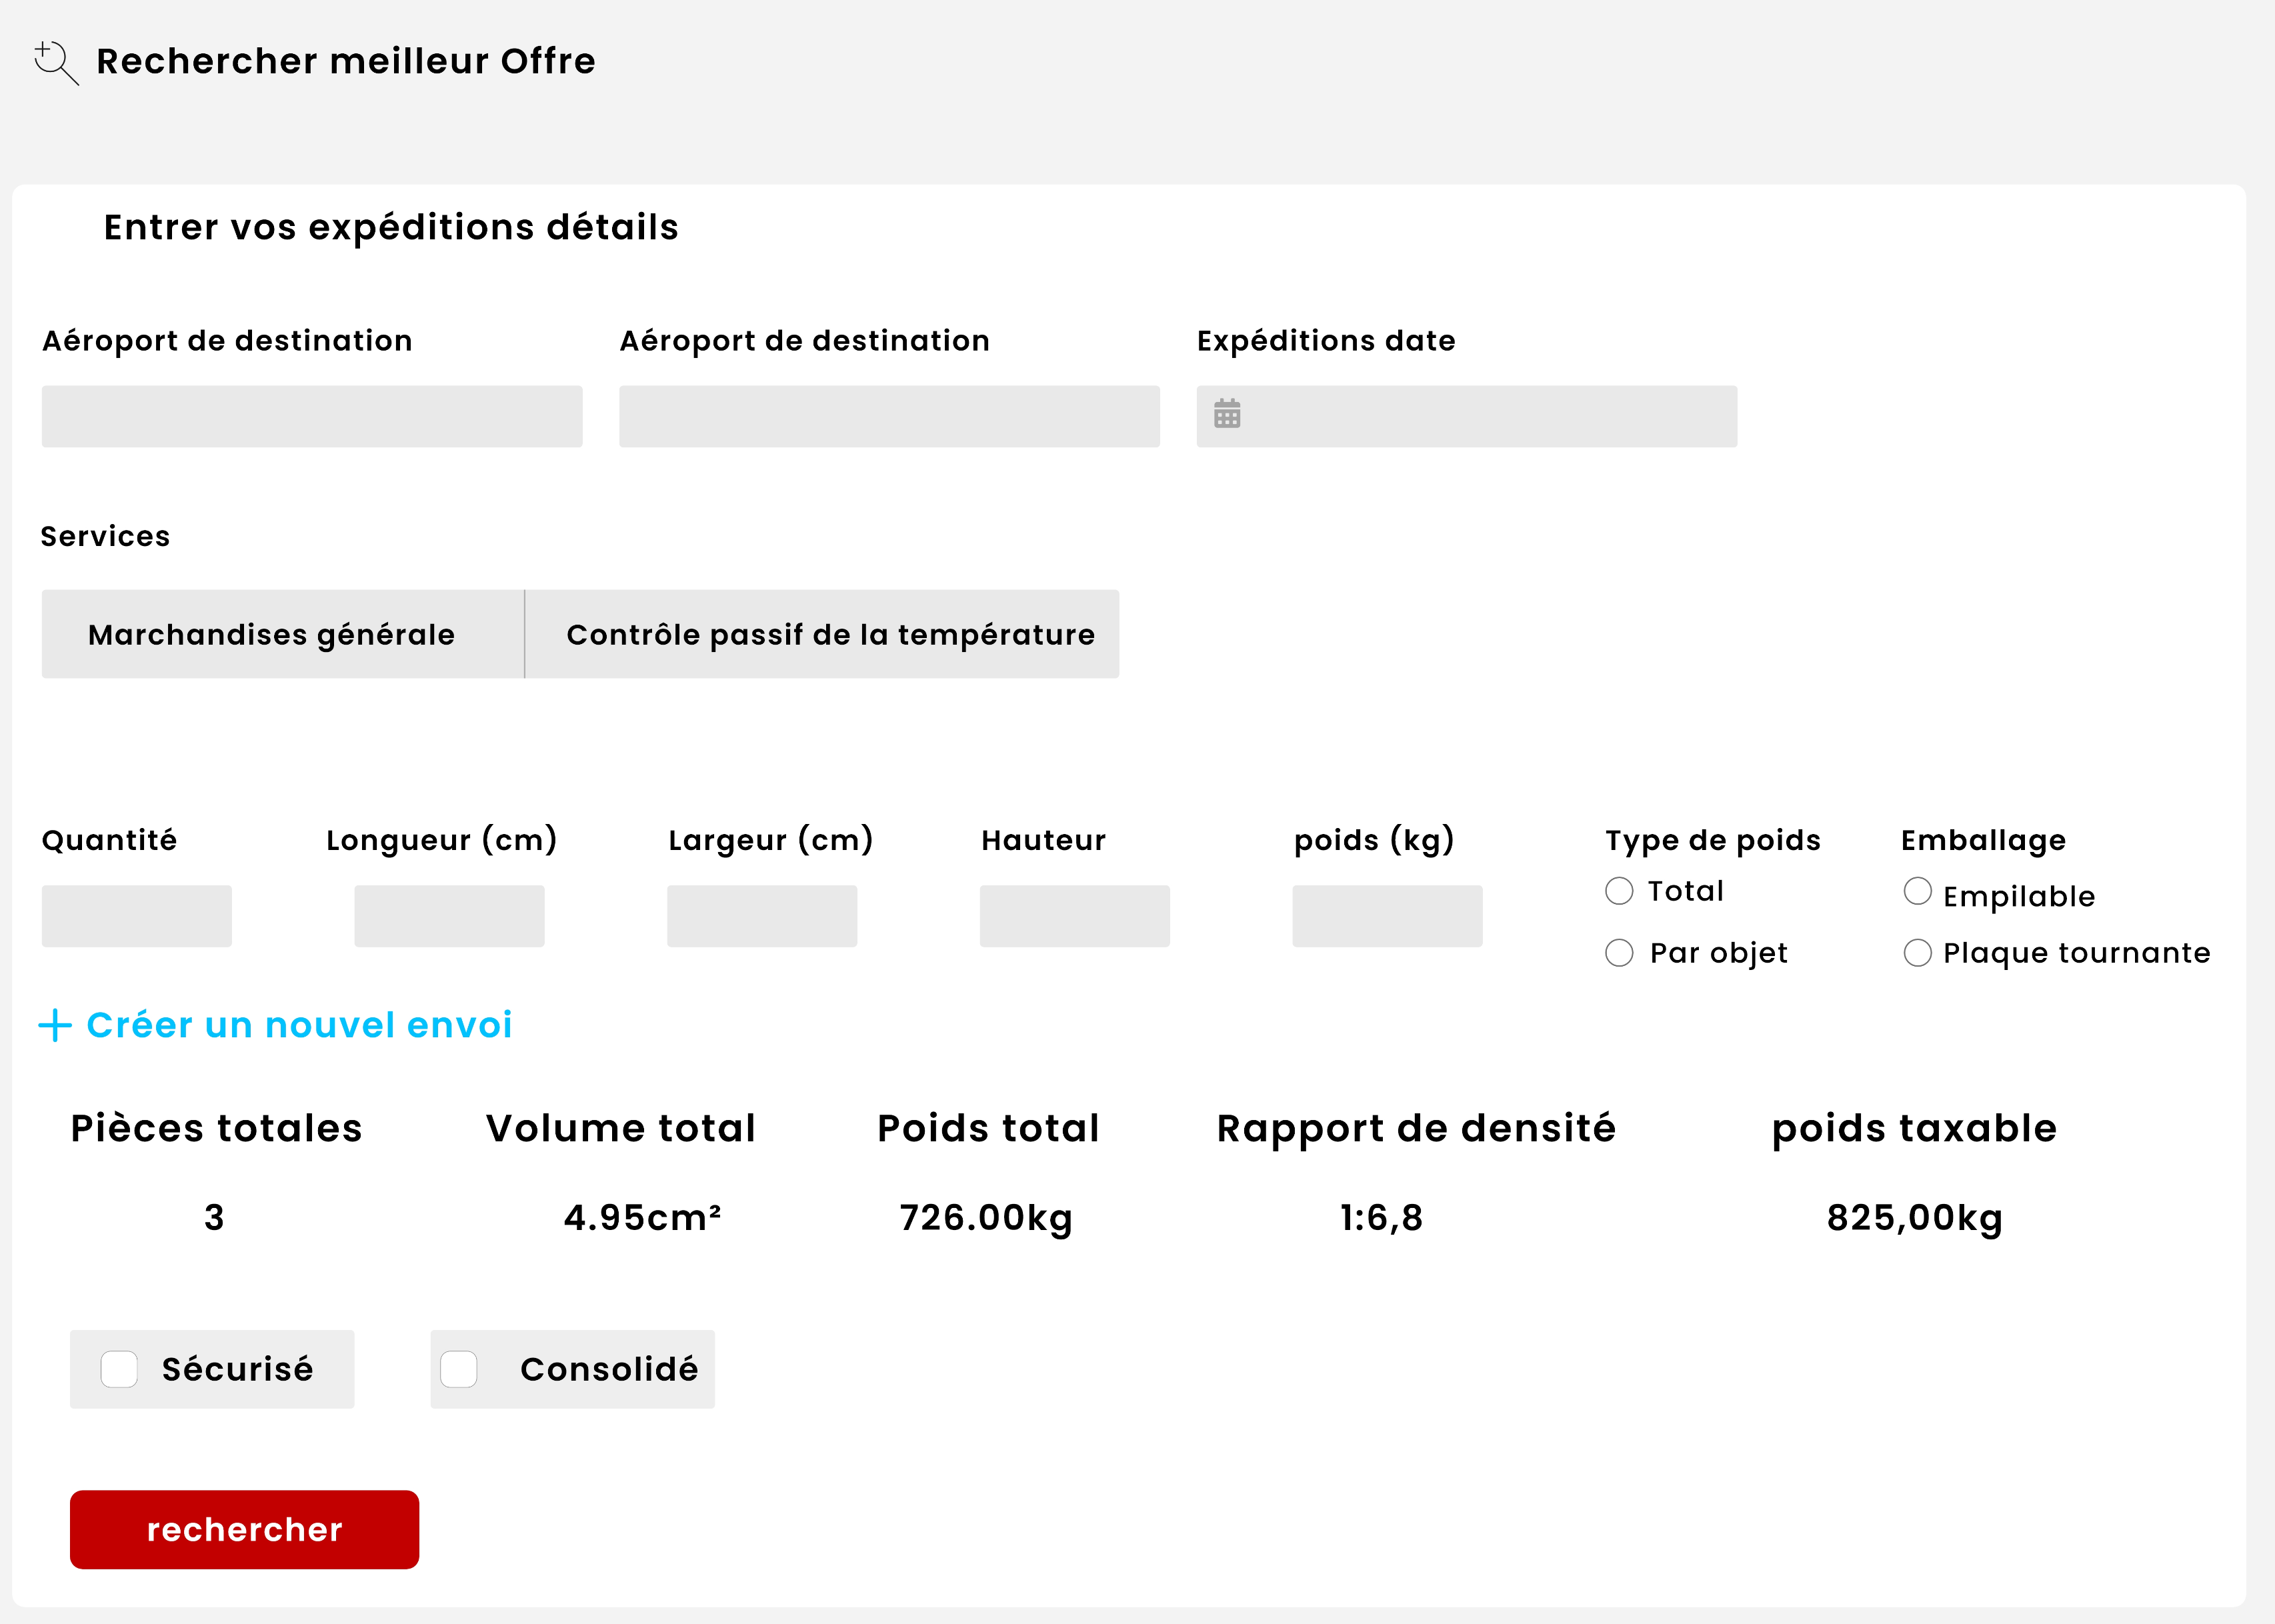 Rechercher meilleur Offre
Entrer vos expéditions détails
Aéroport de destination Aéroport de destination Expéditions date
Services
Marchandises générale Contrôle passif de la température
Quantité Longueur (cm) Largeur (cm) Hauteur poids (kg) Type de poids Emballage
Total Empilable
Par objet Plaque tournante
+ Créer un nouvel envoi
Pièces totales Volume total Poids total Rapport de densité poids taxable
3 4.95cm² 726.00kg 1:6,8 825,00kg
Sécurisé Consolidé
rechercher